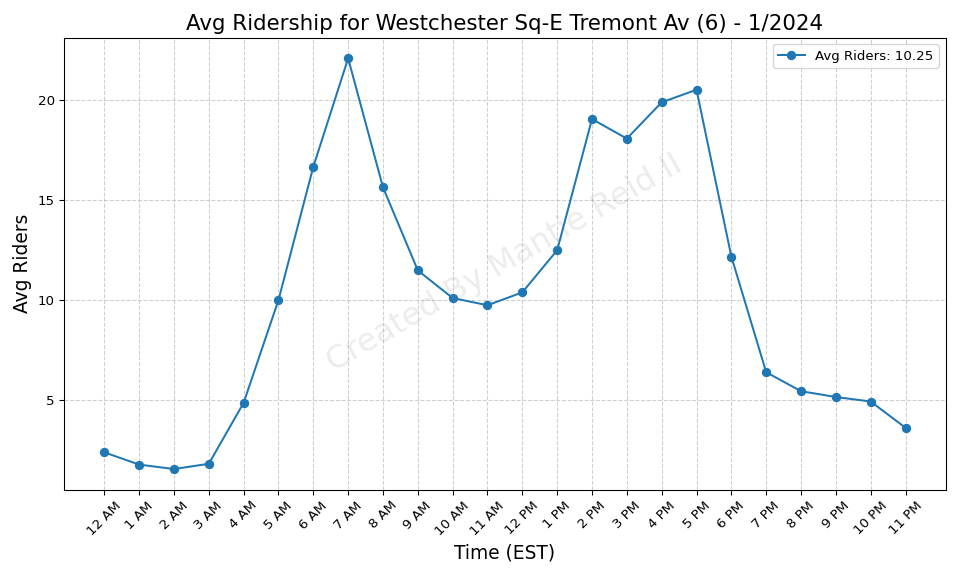 Avg Ridership for Westchester Sq-E Tremont Av (6) - 1/2024
Avg Riders: 10.25
Avg Riders
20
15
10
5
Created By Mantie Reid II
12 AM
1 AM
2 AM
3 AM
4 AM
5 AM
6 AM
7 AM
8 AM
9 AM
10 AM
11 AM
12 PM
1 PM
2 PM
3 PM
4 PM
5 PM
6 PM
7 PM
8 PM
9 PM
10 PM
11 PM
Time (EST)